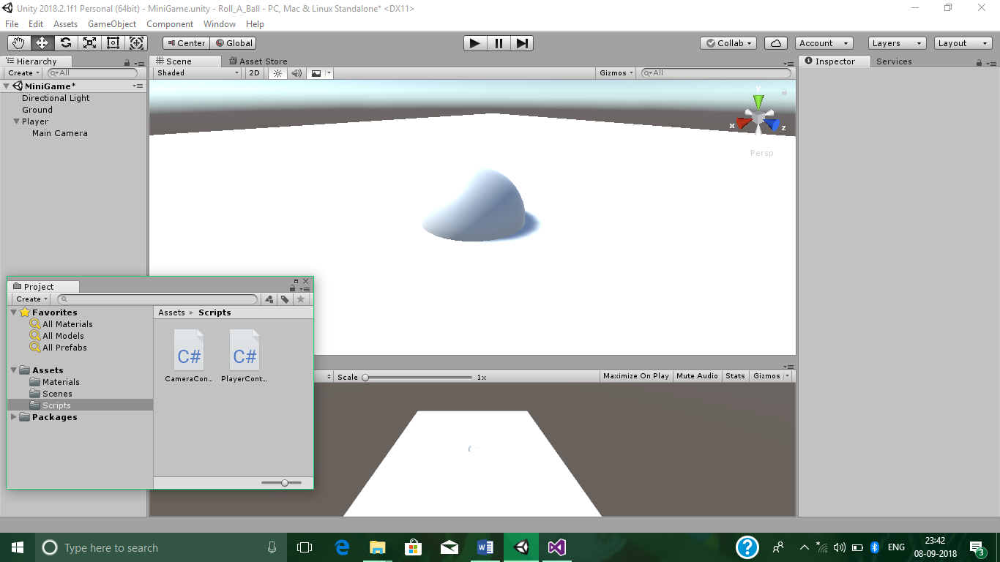 Unity 2018.2.1f1 Personal (64bit) - MiniGame.unity - Roll_A_Ball - PC, Mac & Linux Standalone* <DX11>
File Edit Assets GameObject Component Window Help
Center Global Collab Account Layers Layout
Hierarchy Scene Asset Store Inspector Services
Create All Shaded 2D Gizmos All
MiniGame*
Directional Light
Ground
Player
Main Camera
y
x
z
Persp
Project
Create
Favorites
All Materials
All Models
All Prefabs
Assets
Materials
Scenes
Scripts
Packages
Assets Scripts
C# C#
CameraCon... PlayerCont...
Scale 1x Maximize On Play Mute Audio Stats Gizmos
Type here to search
W
?
ENG
23:42
08-09-2018
3